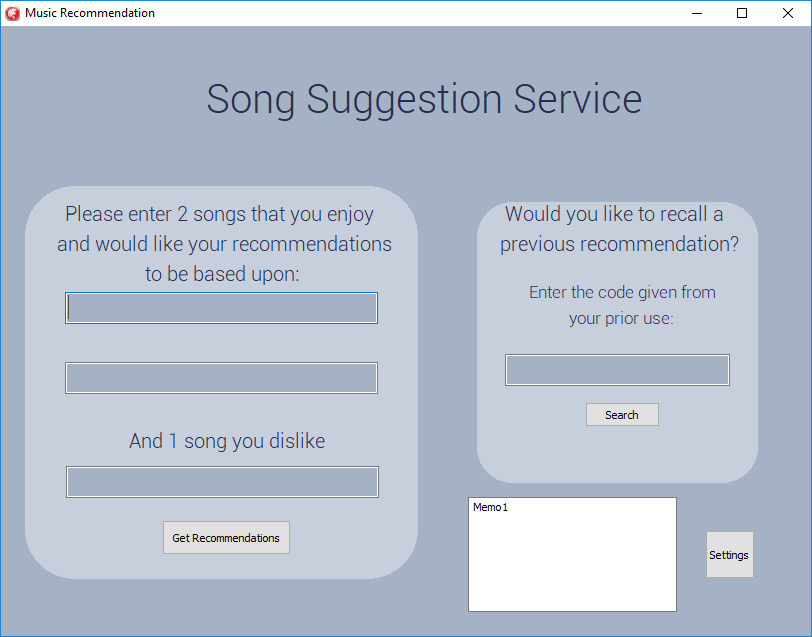 Music Recommendation
Song Suggestion Service
Please enter 2 songs that you enjoy
and would like your recommendations
to be based upon:
And 1 song you dislike
Get Recommendations
Would you like to recall a
previous recommendation?
Enter the code given from
your prior use:
Search
Memo1
Settings